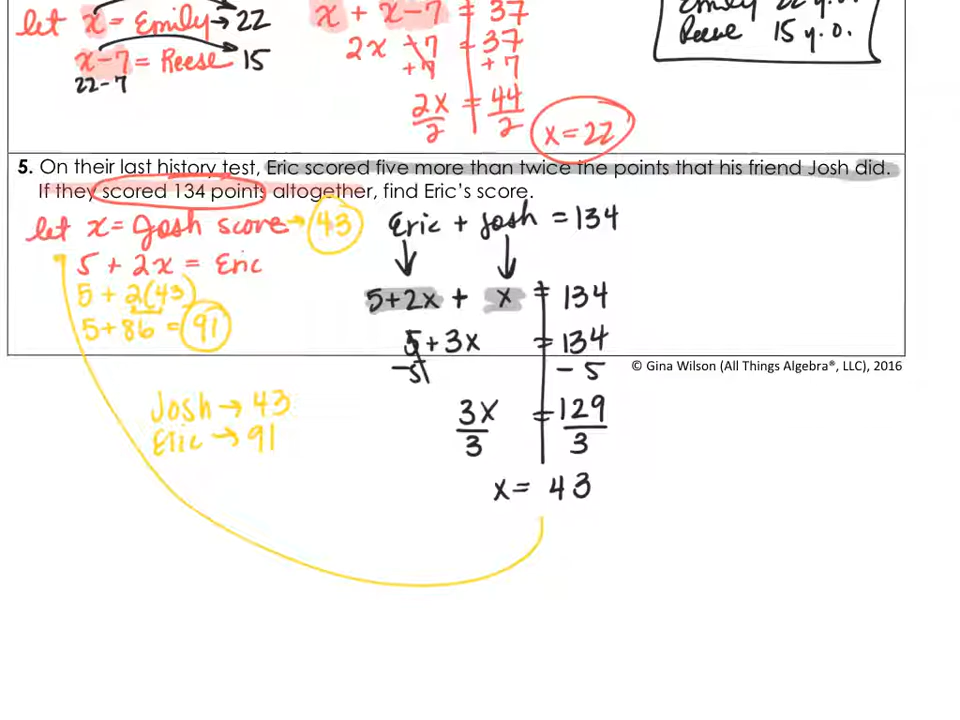 let x = Emily → 22
x-7 = Reese 15
22-7
x + x-7 = 37
2x -7 = 37
+7 +7
2x = 44
2 2
x = 22
Reese 15 y.o.
5. On their last history test, Eric scored five more than twice the points that his friend Josh did.
If they scored 134 points altogether, find Eric's score.
let x = Josh score → 43
5 + 2x = Eric
5 + 2(43)
5+86 = 91
Josh → 43
Eric → 91
Eric + Josh = 134
5+2x + x = 134
5+3x = 134
-5 -5
3x = 129
3 3
x = 43
© Gina Wilson (All Things Algebra®, LLC), 2016